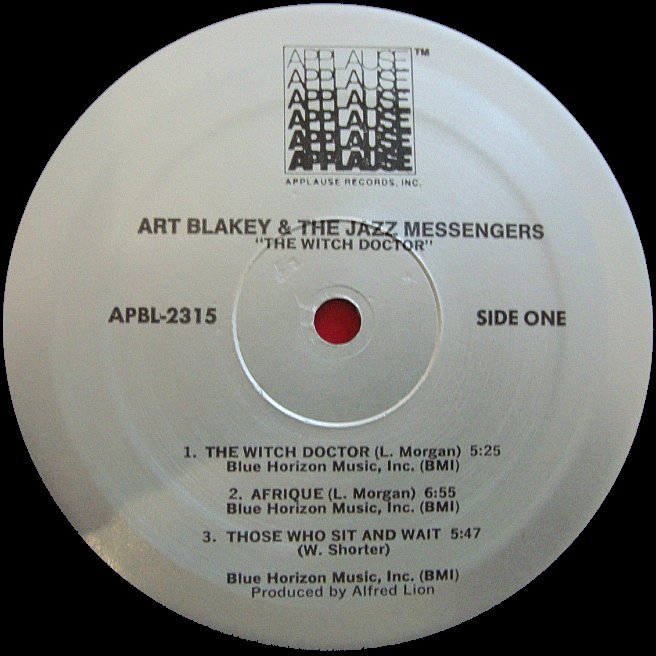 APPLAUSE™
APPLAUSE
APPLAUSE
APPLAUSE
APPLAUSE
APPLAUSE
APPLAUSE RECORDS, INC.
ART BLAKEY & THE JAZZ MESSENGERS
"THE WITCH DOCTOR"
APBL-2315
SIDE ONE
1. THE WITCH DOCTOR (L. Morgan) 5:25
Blue Horizon Music, Inc. (BMI)
2. AFRIQUE (L. Morgan) 6:55
Blue Horizon Music, Inc. (BMI)
3. THOSE WHO SIT AND WAIT 5:47
(W. Shorter)
Blue Horizon Music, Inc. (BMI)
Produced by Alfred Lion